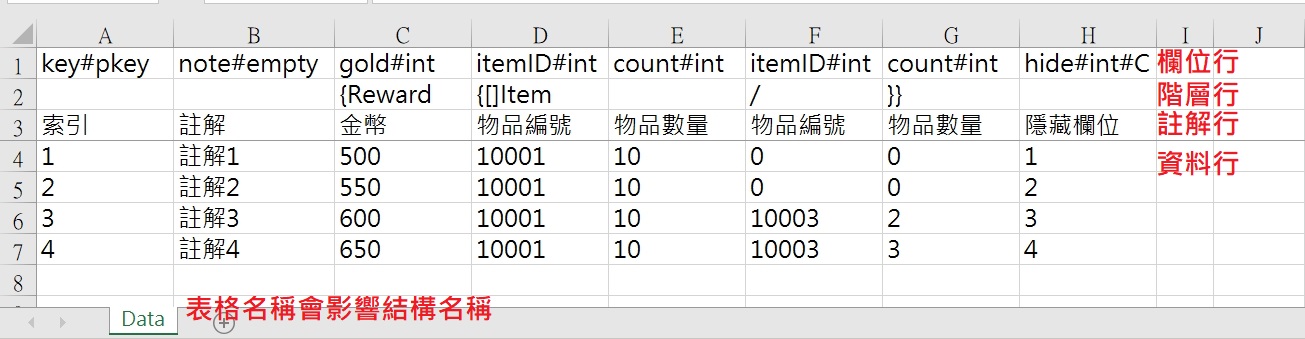 A B C D E F G H I J
1 key#pkey note#empty gold#int itemID#int count#int itemID#int count#int hide#int#C 欄位行
2 {Reward {[]Item / }} 階層行
3 索引 註解 金幣 物品編號 物品數量 物品編號 物品數量 隱藏欄位 註解行
4 1 註解1 500 10001 10 0 0 1 資料行
5 2 註解2 550 10001 10 0 0 2
6 3 註解3 600 10001 10 10003 2 3
7 4 註解4 650 10001 10 10003 3 4
8
Data 表格名稱會影響結構名稱